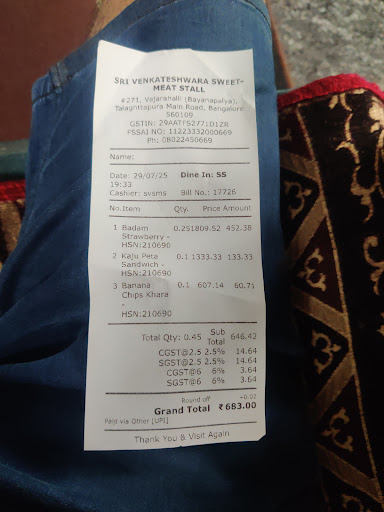 SRI VENKATESHWARA SWEET-
MEAT STALL
#271, Vajarahalli (Bayanapalya),
Talaghttapura Main Road, Bangalore
560109
GSTIN: 29AATFS2771D1ZR
FSSAI NO: 11223332000669
Ph: 08022450669
Name:
Date: 29/07/25 Dine In: SS
19:33
Cashier: svsms Bill No.: 17726
No.Item Qty. Price Amount
1 Badam 0.251809.52 452.38
Strawberry -
HSN:210690
2 Kaju Peta 0.1 1333.33 133.33
Sandwich -
HSN:210690
3 Banana 0.1 607.14 60.71
Chips Khara
-
HSN:210690
Total Qty: 0.45 Sub Total 646.42
CGST@2.5 2.5% 14.64
SGST@2.5 2.5% 14.64
CGST@6 6% 3.64
SGST@6 6% 3.64
Round off +0.02
Grand Total ₹683.00
Paid via Other [UPI]
Thank You & Visit Again